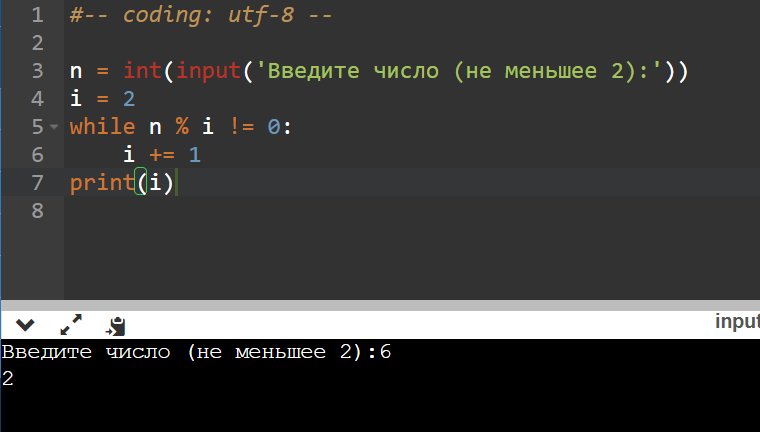 1 #-- coding: utf-8 --
2
3 n = int(input('Введите число (не меньшее 2):'))
4 i = 2
5 while n % i != 0:
6     i += 1
7 print(i)
8
input
Введите число (не меньшее 2):6
2